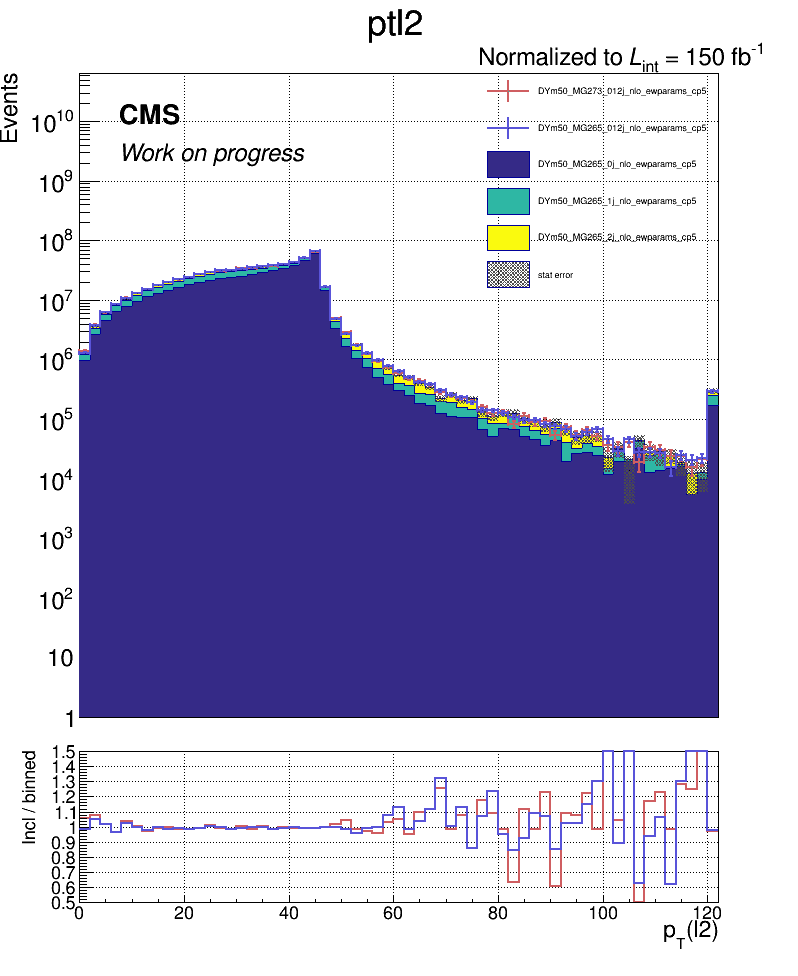 ptl2
Normalized to Lint = 150 fb-1
Events
CMS
Work on progress
DYm50_MG273_012j_nlo_ewparams_cp5
DYm50_MG265_012j_nlo_ewparams_cp5
DYm50_MG265_0j_nlo_ewparams_cp5
DYm50_MG265_1j_nlo_ewparams_cp5
DYm50_MG265_2j_nlo_ewparams_cp5
stat error
10^10
10^9
10^8
10^7
10^6
10^5
10^4
10^3
10^2
10
1
Incl / binned
1.5
1.4
1.3
1.2
1.1
1
0.9
0.8
0.7
0.6
0.5
0 20 40 60 80 100 120
pT(l2)